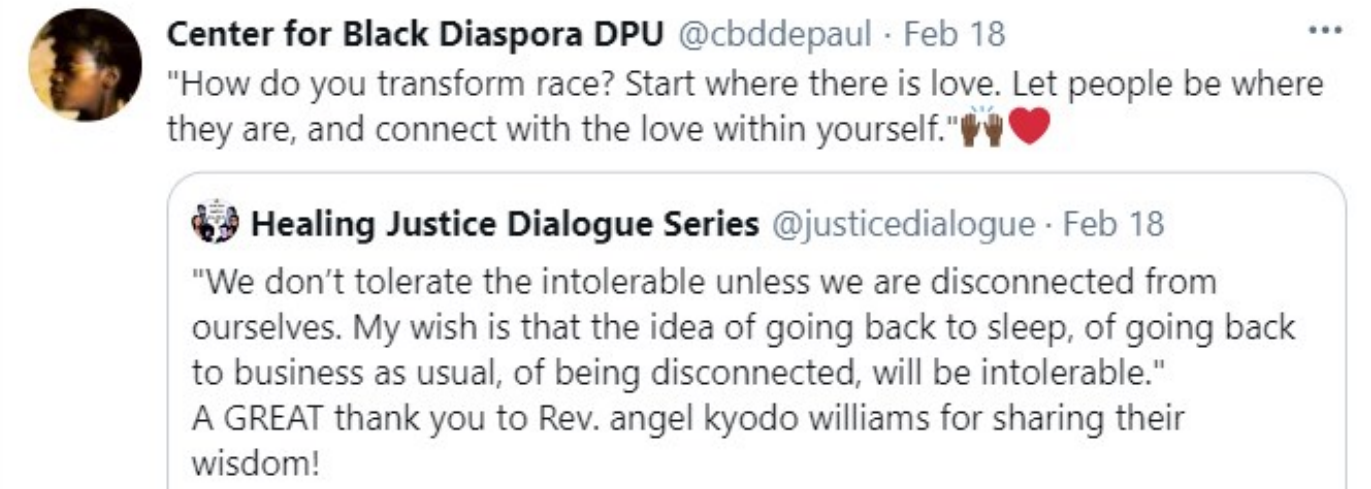 Center for Black Diaspora DPU @cbddepaul · Feb 18
"How do you transform race? Start where there is love. Let people be where
they are, and connect with the love within yourself."🙌🏾❤️
Healing Justice Dialogue Series @justicedialogue · Feb 18
"We don’t tolerate the intolerable unless we are disconnected from
ourselves. My wish is that the idea of going back to sleep, of going back
to business as usual, of being disconnected, will be intolerable."
A GREAT thank you to Rev. angel kyodo williams for sharing their
wisdom!